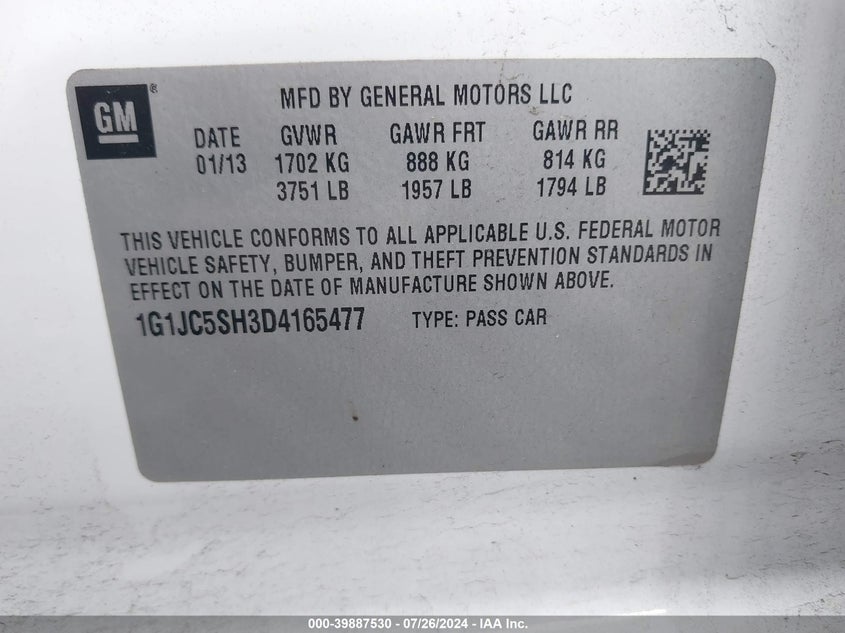 GM®
MFD BY GENERAL MOTORS LLC
DATE GVWR GAWR FRT GAWR RR
01/13 1702 KG 888 KG 814 KG
3751 LB 1957 LB 1794 LB
THIS VEHICLE CONFORMS TO ALL APPLICABLE U.S. FEDERAL MOTOR
VEHICLE SAFETY, BUMPER, AND THEFT PREVENTION STANDARDS IN
EFFECT ON THE DATE OF MANUFACTURE SHOWN ABOVE.
1G1JC5SH3D4165477 TYPE: PASS CAR
000-39887530 - 07/26/2024 - IAA Inc.